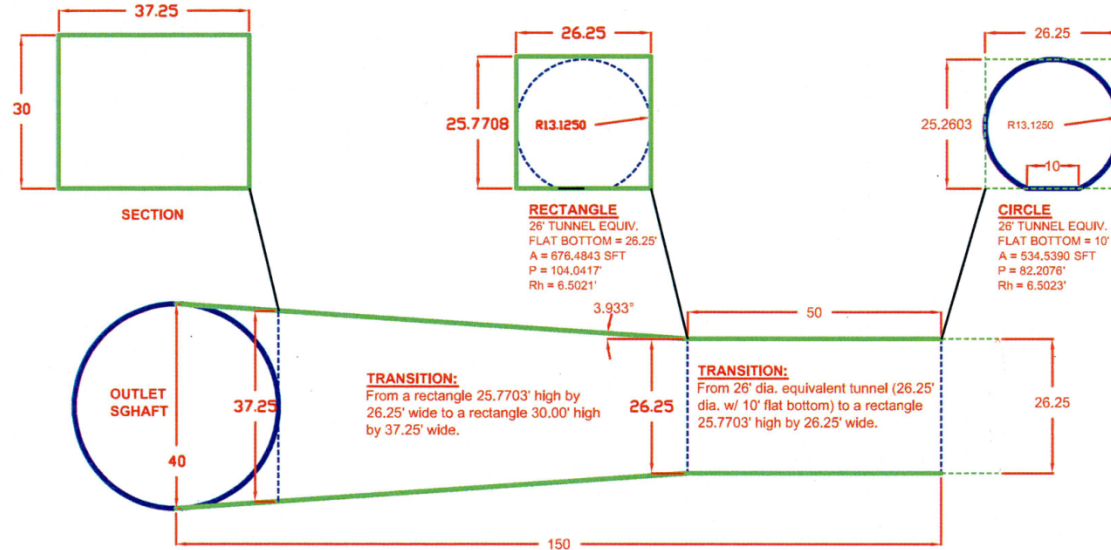 37.25
30
SECTION
26.25
25.7708
R13.1250
RECTANGLE
26' TUNNEL EQUIV.
FLAT BOTTOM = 26.25'
A = 676.4843 SFT
P = 104.0417'
Rh = 6.5021'
26.25
25.2603
R13.1250
10
CIRCLE
26' TUNNEL EQUIV.
FLAT BOTTOM = 10'
A = 534.5390 SFT
P = 82.2076'
Rh = 6.5023'
3.933°
50
OUTLET
SGHAFT
40
37.25
TRANSITION:
From a rectangle 25.7703' high by
26.25' wide to a rectangle 30.00' high
by 37.25' wide.
26.25
TRANSITION:
From 26' dia. equivalent tunnel (26.25'
dia. w/ 10' flat bottom) to a rectangle
25.7703' high by 26.25' wide.
26.25
150